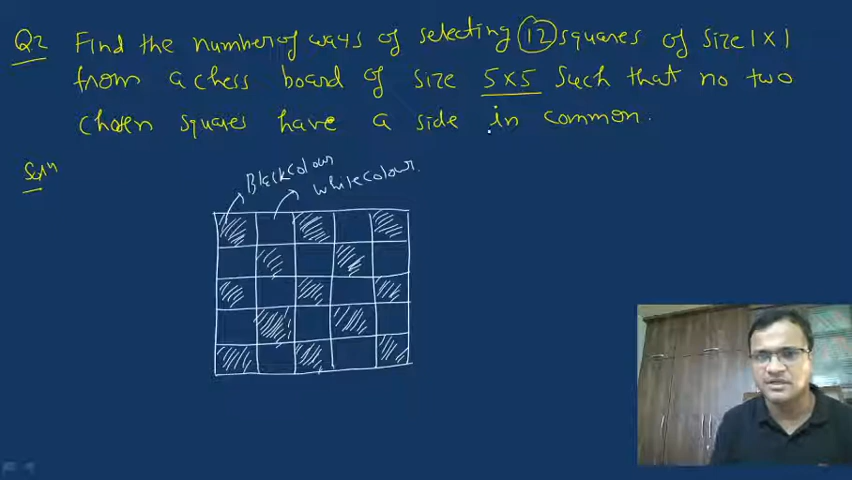 Q2 Find the number of ways of selecting 12 squares of size 1×1
from a chess board of size 5×5 such that no two
chosen squares have a side in common.
Solⁿ
Black colour
white colour.